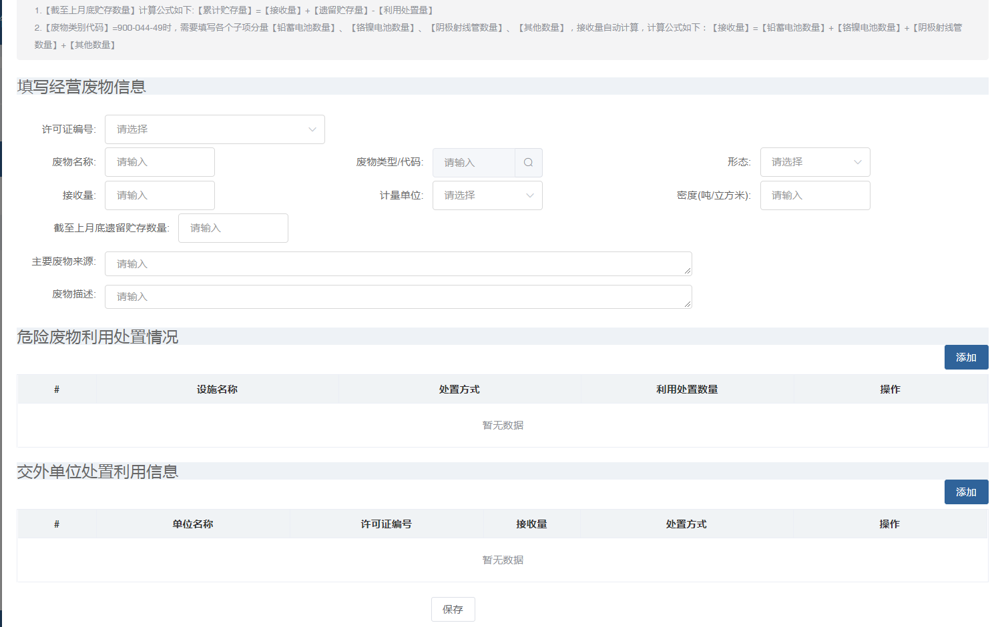 1.【截至上月底贮存数量】计算公式如下:【累计贮存量】=【接收量】+【遗留贮存量】-【利用处置量】
2.【废物类别代码】=900-044-49时，需要填写各个子项分量【铅蓄电池数量】、【铬镍电池数量】、【阴极射线管数量】、【其他数量】，接收量自动计算，计算公式如下：【接收量】=【铅蓄电池数量】+【铬镍电池数量】+【阴极射线管
数量】+【其他数量】
填写经营废物信息
许可证编号: 请选择
废物名称: 请输入 废物类型/代码: 请输入 形态: 请选择
接收量: 请输入 计量单位: 请选择 密度(吨/立方米): 请输入
截至上月底遗留贮存数量: 请输入
主要废物来源: 请输入
废物描述: 请输入
危险废物利用处置情况
添加
# 设施名称 处置方式 利用处置数量 操作
暂无数据
交外单位处置利用信息
添加
# 单位名称 许可证编号 接收量 处置方式 操作
暂无数据
保存